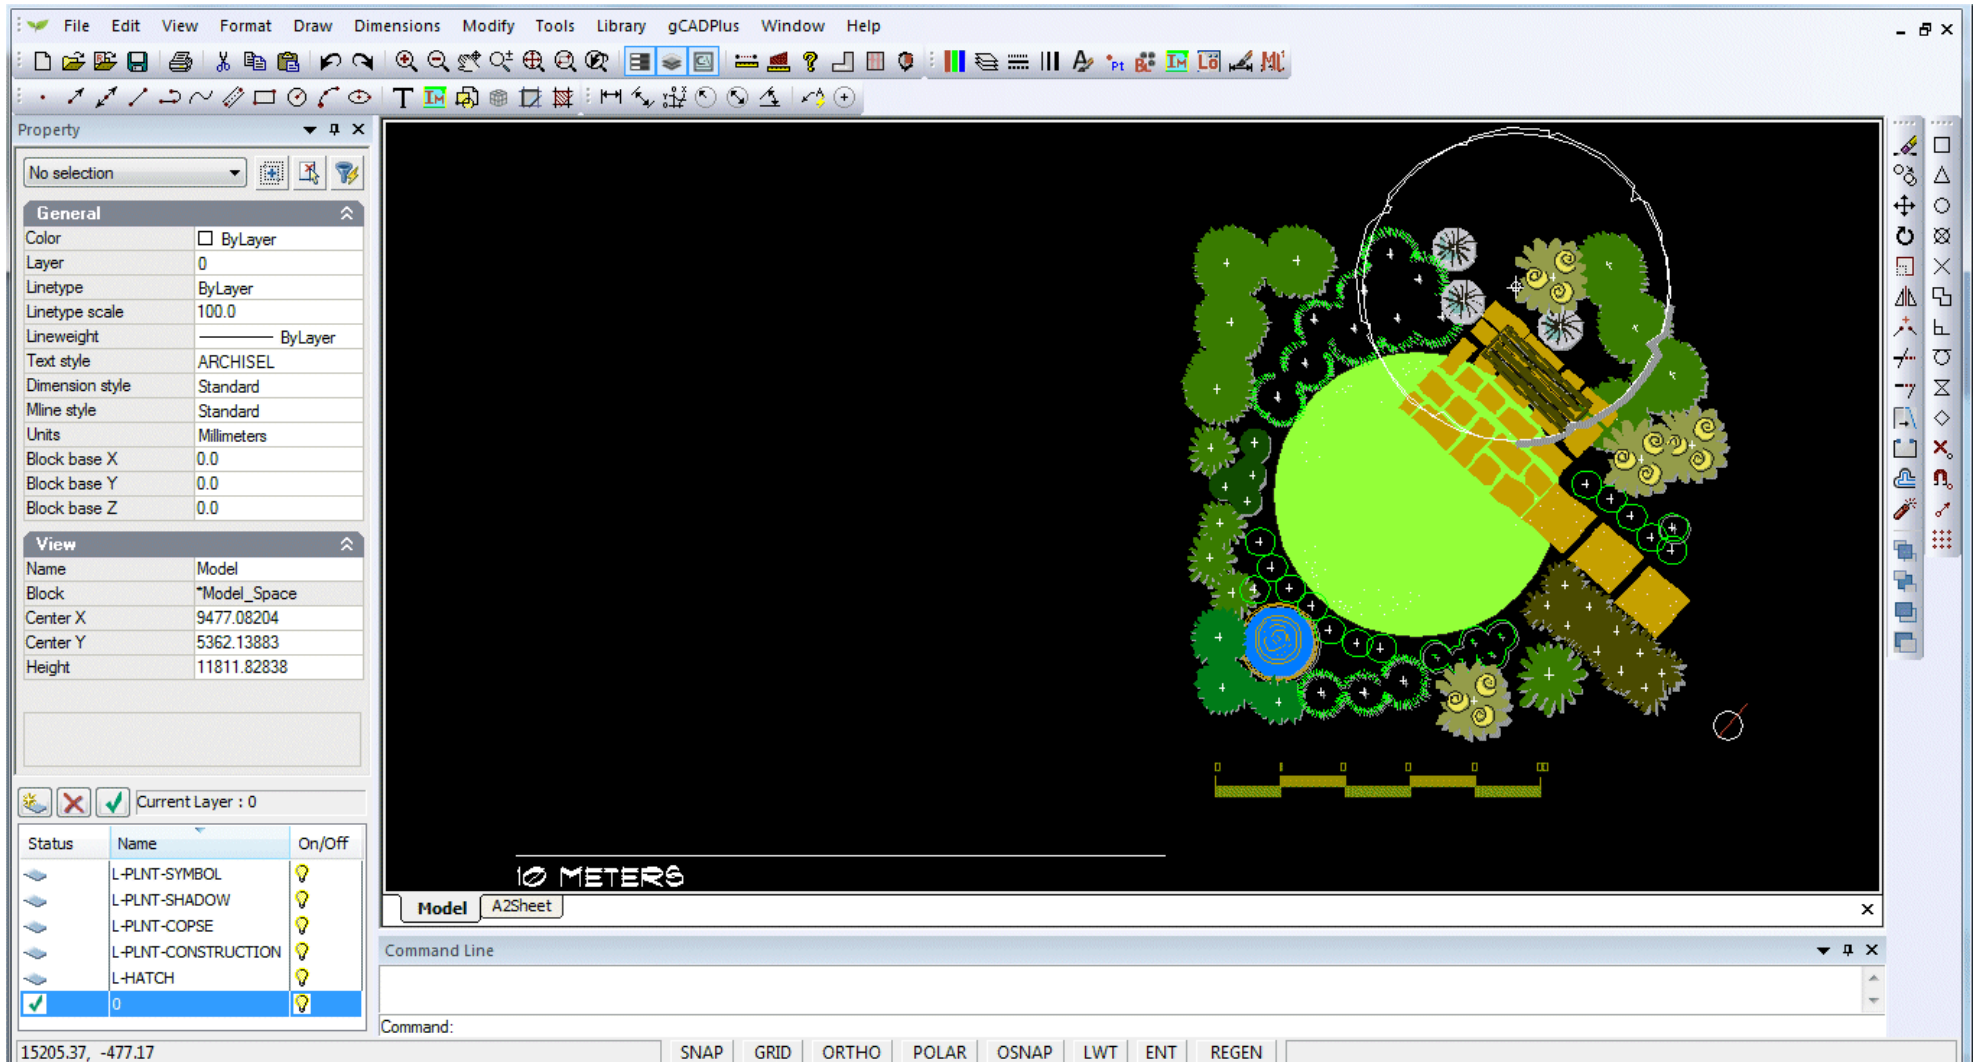 File Edit View Format Draw Dimensions Modify Tools Library gCADPlus Window Help
Pt IM
IM
Property
No selection
General
Color ByLayer
Layer 0
Linetype ByLayer
Linetype scale 100.0
Lineweight ByLayer
Text style ARCHISEL
Dimension style Standard
Mline style Standard
Units Millimeters
Block base X 0.0
Block base Y 0.0
Block base Z 0.0
View
Name Model
Block *Model_Space
Center X 9477.08204
Center Y 5362.13883
Height 11811.82838
Current Layer : 0
Status Name On/Off
L-PLNT-SYMBOL
L-PLNT-SHADOW
L-PLNT-COPSE
L-PLNT-CONSTRUCTION
L-HATCH
0
10 METERS
Model A2Sheet
Command Line
Command:
15205.37, -477.17 SNAP GRID ORTHO POLAR OSNAP LWT ENT REGEN